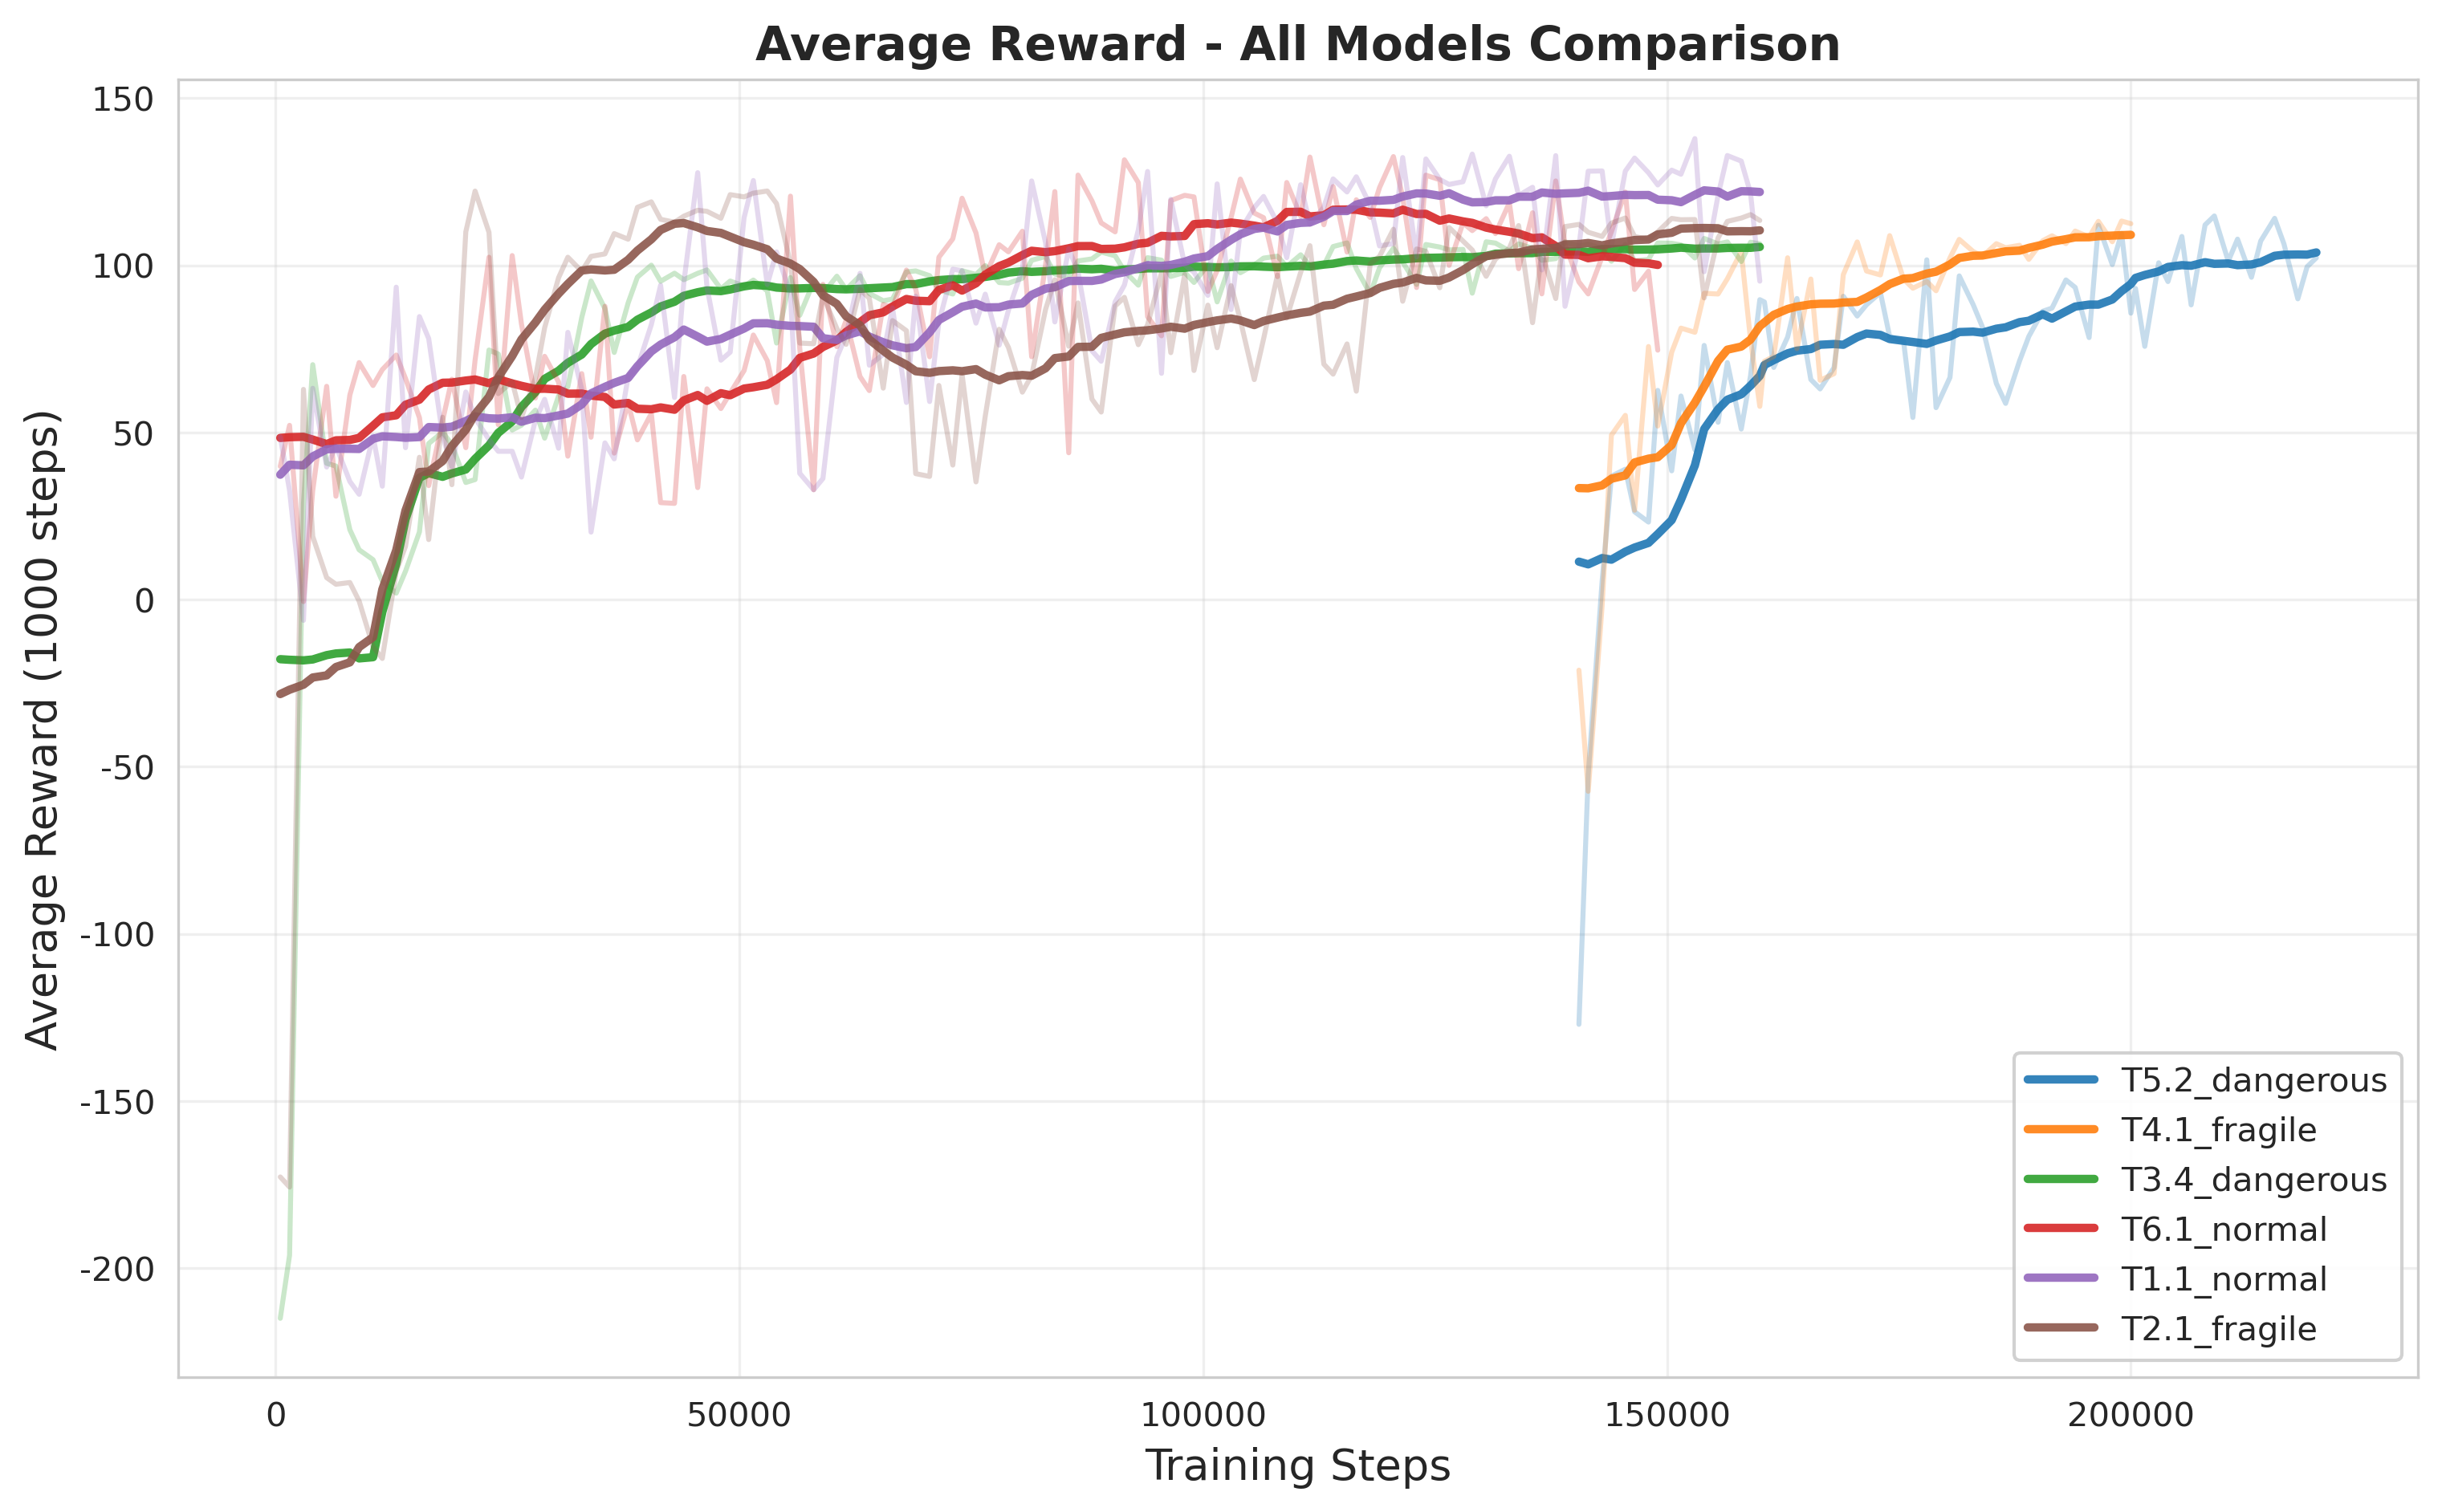 Average Reward - All Models Comparison
Average Reward (1000 steps)
150
100
50
0
-50
-100
-150
-200
0
50000
100000
150000
200000
Training Steps
T5.2_dangerous
T4.1_fragile
T3.4_dangerous
T6.1_normal
T1.1_normal
T2.1_fragile